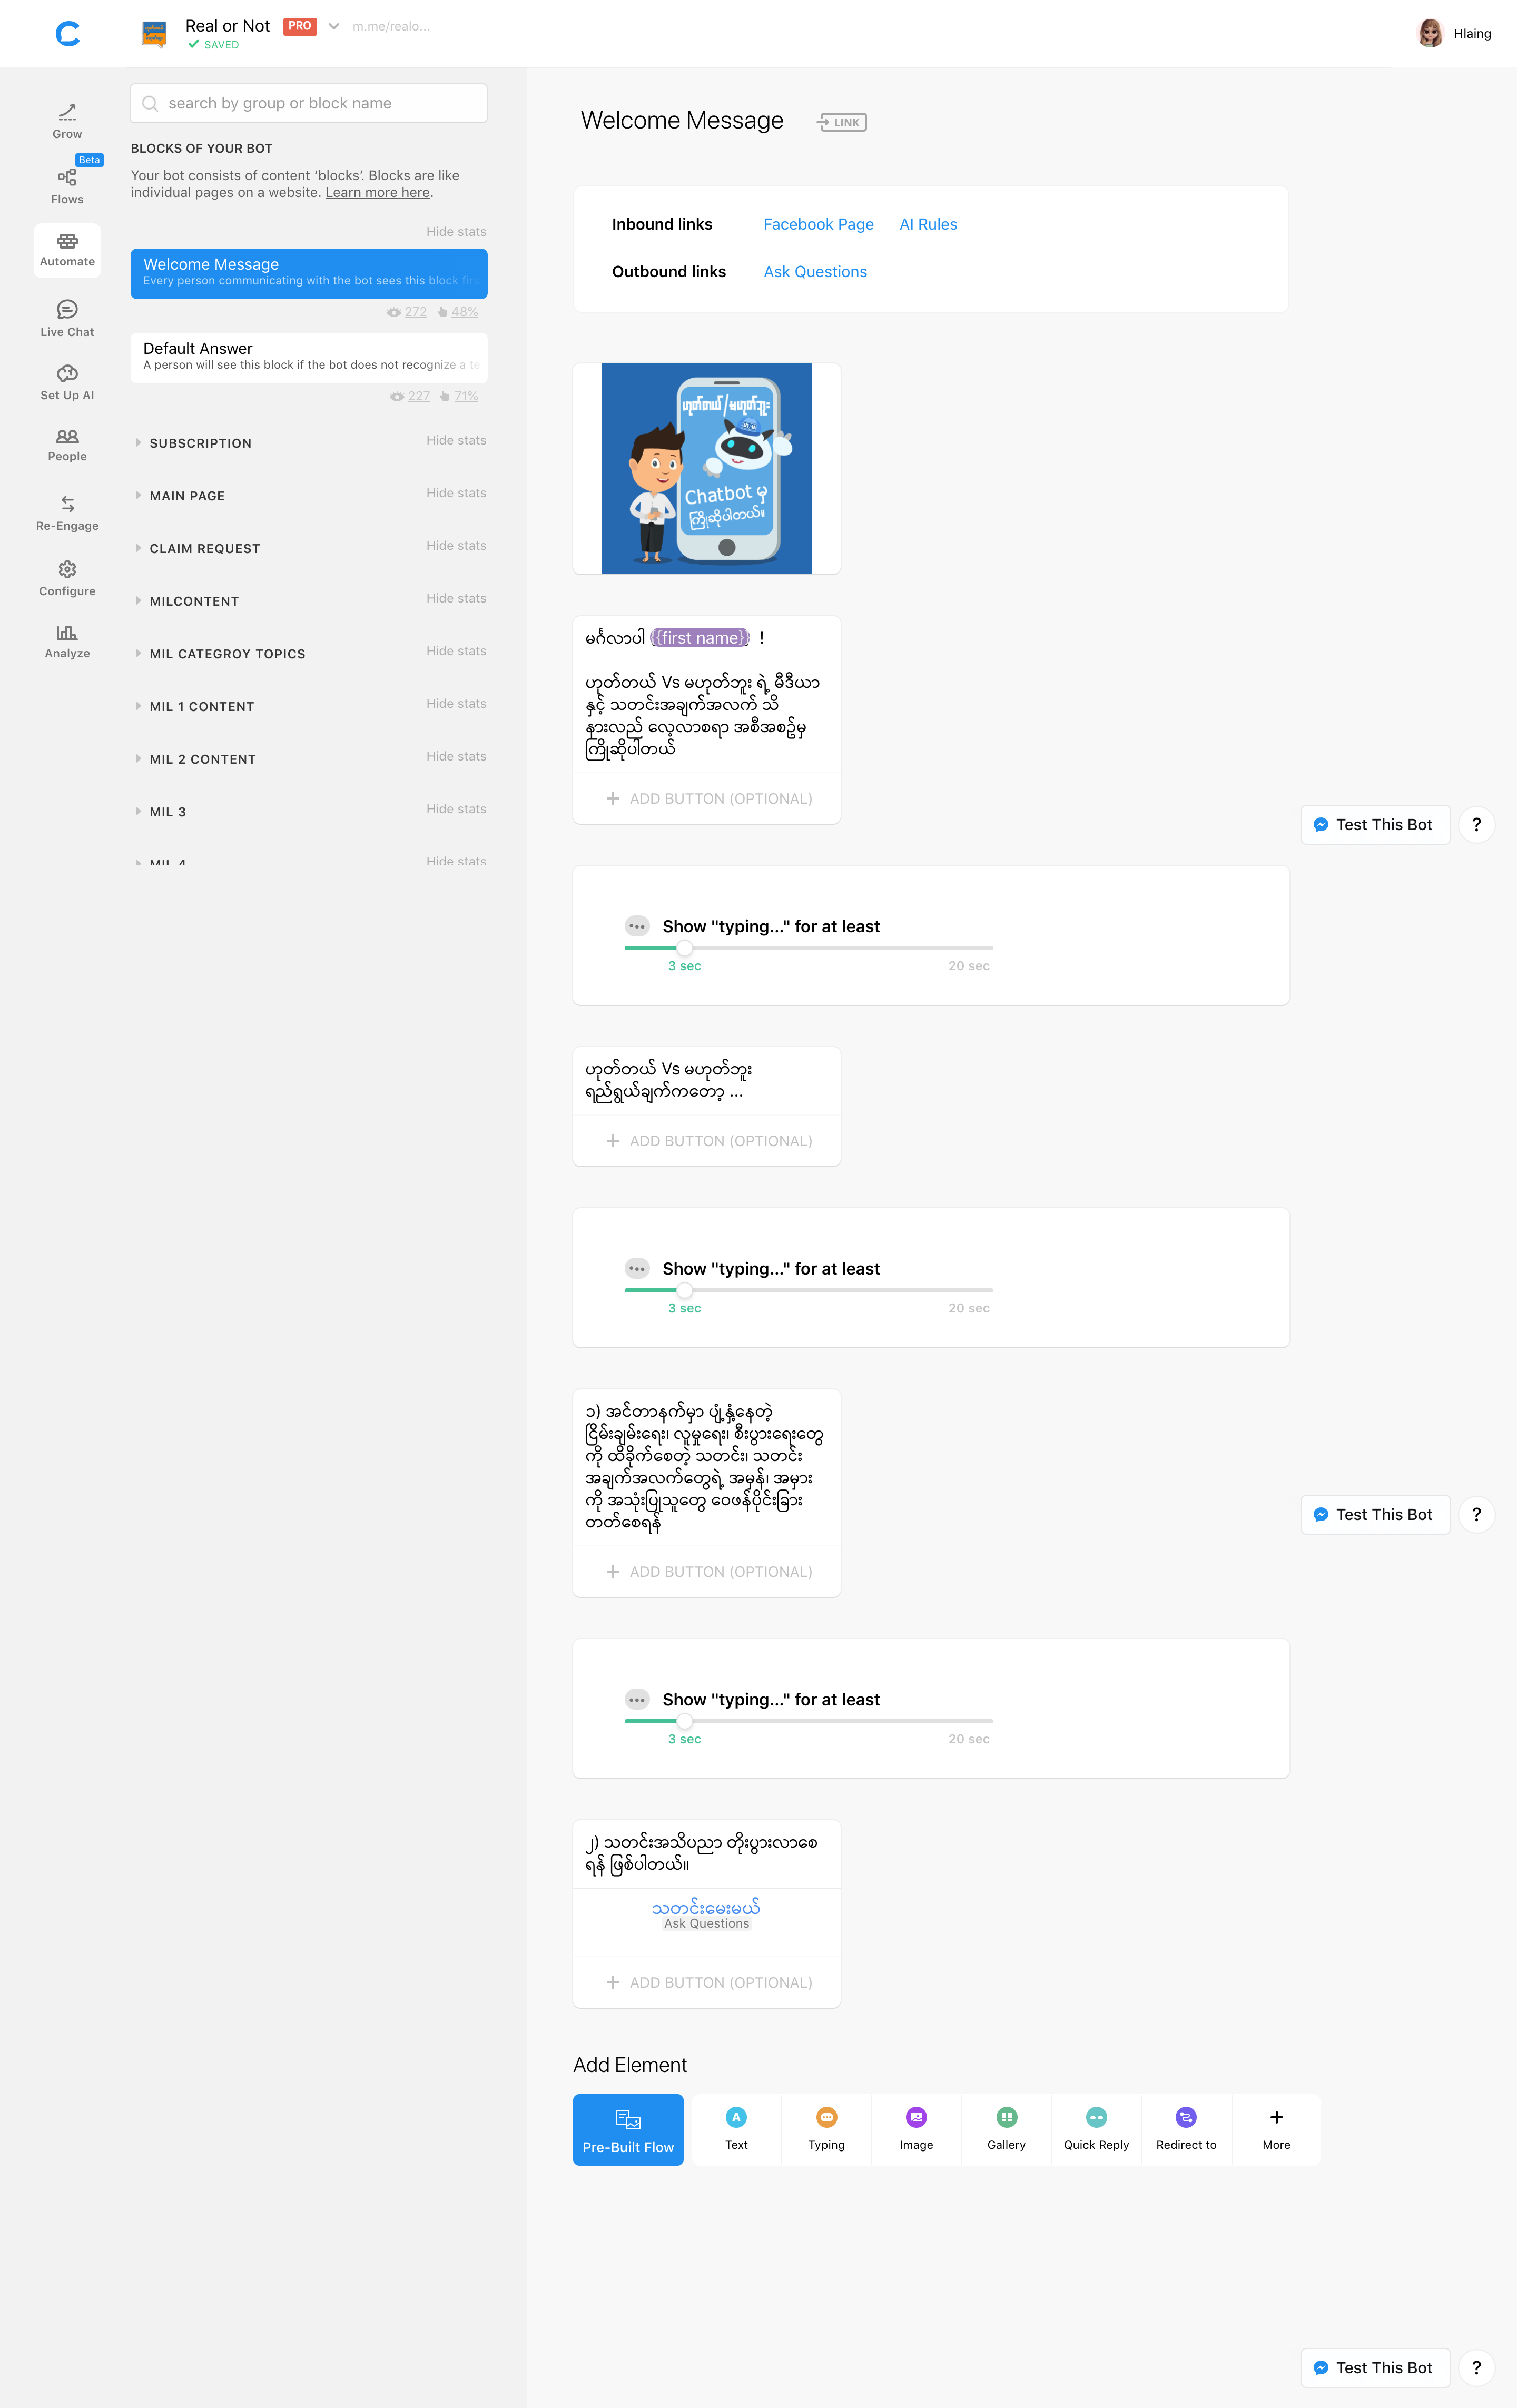 Real or Not PRO m.me/realo...
SAVED
Hlaing
Grow
Beta
Flows
Automate
Live Chat
Set Up AI
People
Re-Engage
Configure
Analyze
search by group or block name
BLOCKS OF YOUR BOT
Your bot consists of content ‘blocks’. Blocks are like
individual pages on a website. Learn more here.
Hide stats
Welcome Message
Every person communicating with the bot sees this block firs
272 48%
Default Answer
A person will see this block if the bot does not recognize a te
227 71%
SUBSCRIPTION Hide stats
MAIN PAGE Hide stats
CLAIM REQUEST Hide stats
MILCONTENT Hide stats
MIL CATEGROY TOPICS Hide stats
MIL 1 CONTENT Hide stats
MIL 2 CONTENT Hide stats
MIL 3 Hide stats
MIL 4 Hide stats
Welcome Message LINK
Inbound links Facebook Page AI Rules
Outbound links Ask Questions
ဟုတ်တယ်/မဟုတ်ဘူး
Chatbot မှ
ကြိုဆိုပါတယ်။
မင်္ဂလာပါ {{first name}} !
ဟုတ်တယ် Vs မဟုတ်ဘူး ရဲ့ မီဒီယာ
နှင့် သတင်းအချက်အလက် သိ
နားလည် လေ့လာစရာ အစီအစဉ်မှ
ကြိုဆိုပါတယ်
ADD BUTTON (OPTIONAL)
Test This Bot ?
Show "typing..." for at least
3 sec 20 sec
ဟုတ်တယ် Vs မဟုတ်ဘူး
ရည်ရွယ်ချက်ကတော့ ...
ADD BUTTON (OPTIONAL)
Show "typing..." for at least
3 sec 20 sec
၁) အင်တာနက်မှာ ပျံ့နှံ့နေတဲ့
ငြိမ်းချမ်းရေး၊ လူမှုရေး၊ စီးပွားရေးတွေ
ကို ထိခိုက်စေတဲ့ သတင်း၊ သတင်း
အချက်အလက်တွေရဲ့ အမှန်၊ အမှား
ကို အသုံးပြုသူတွေ ဝေဖန်ပိုင်းခြား
တတ်စေရန်
ADD BUTTON (OPTIONAL)
Test This Bot ?
Show "typing..." for at least
3 sec 20 sec
၂) သတင်းအသိပညာ တိုးပွားလာစေ
ရန် ဖြစ်ပါတယ်။
သတင်းမေးမယ်
Ask Questions
ADD BUTTON (OPTIONAL)
Add Element
Pre-Built Flow
Text
Typing
Image
Gallery
Quick Reply
Redirect to
More
Test This Bot ?